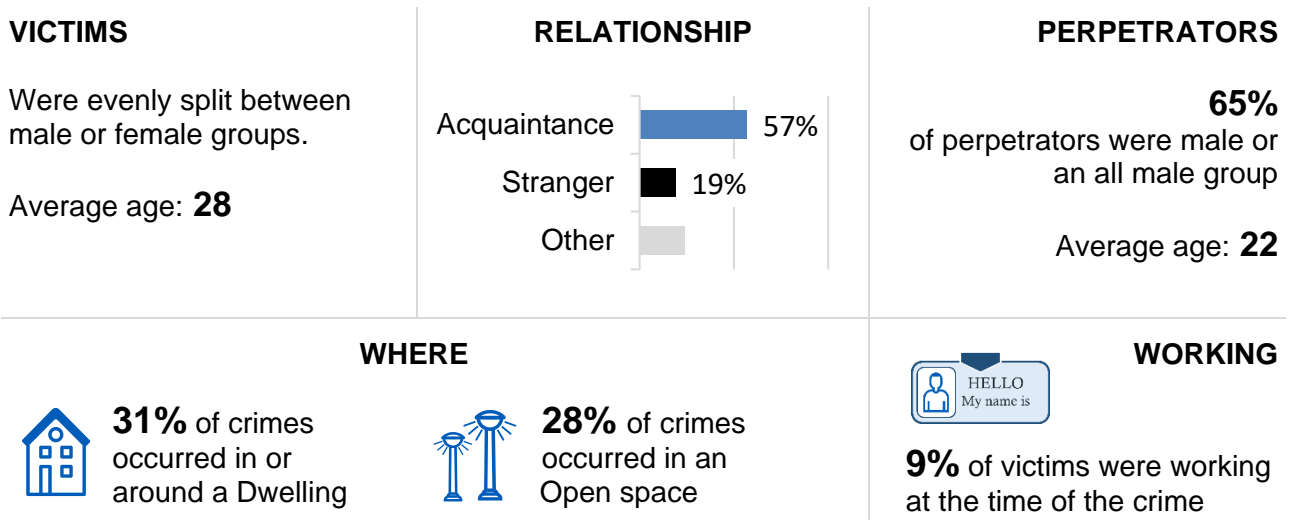 VICTIMS
Were evenly split between
male or female groups.
Average age: 28
RELATIONSHIP
Acquaintance 57%
Stranger 19%
Other
PERPETRATORS
65%
of perpetrators were male or
an all male group
Average age: 22
WHERE
31% of crimes
occurred in or
around a Dwelling
28% of crimes
occurred in an
Open space
WORKING
HELLO
My name is
9% of victims were working
at the time of the crime